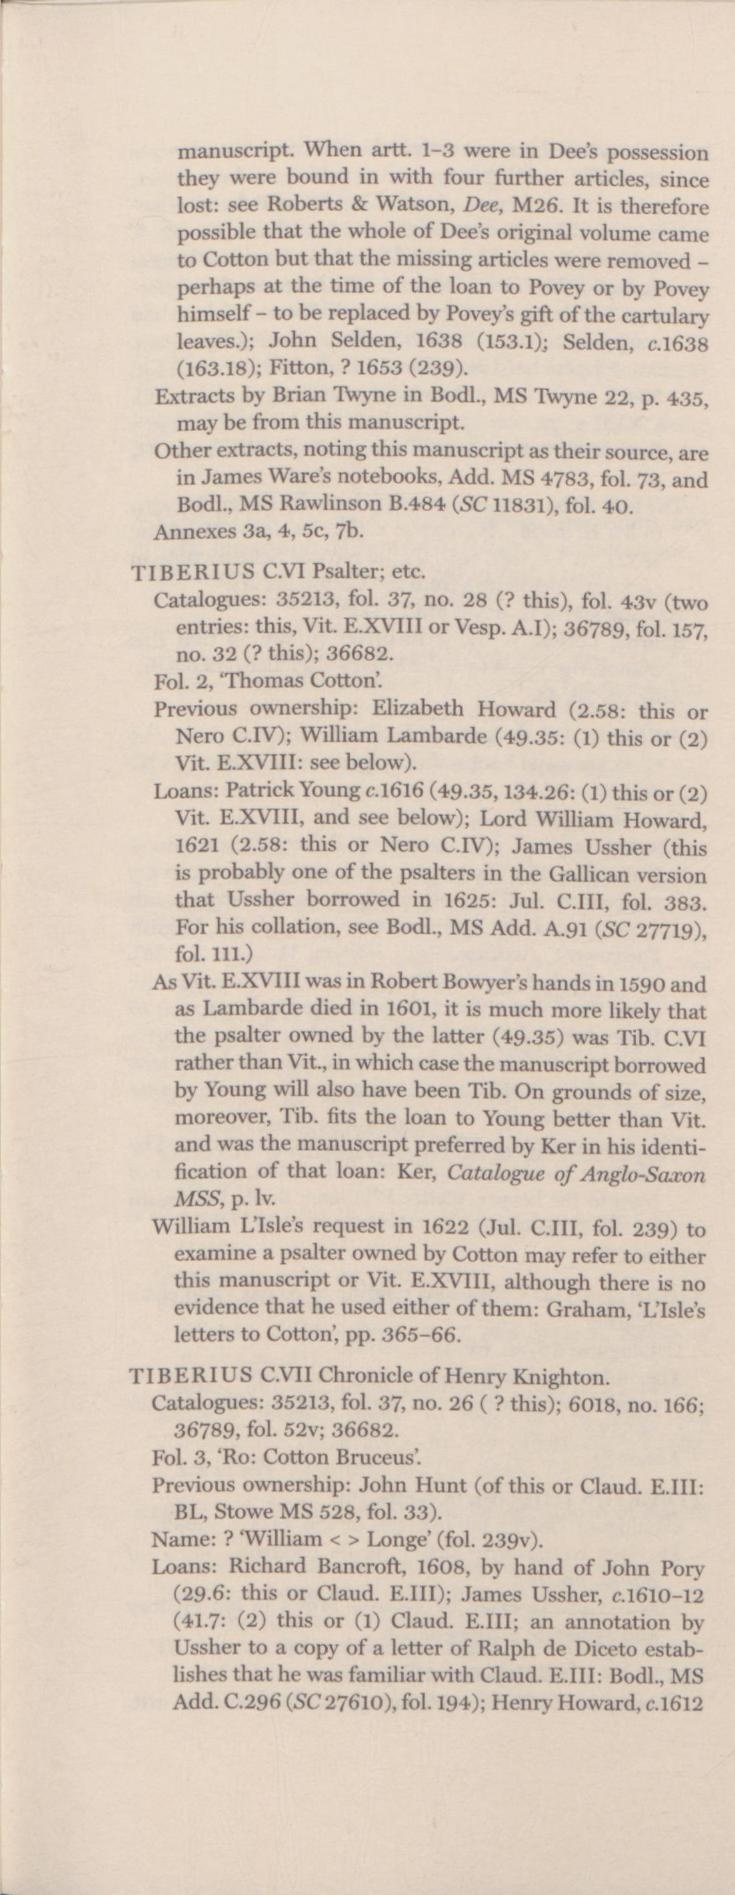 manuscript. When artt. 1–3 were in Dee's possession
they were bound in with four further articles, since
lost: see Roberts & Watson, Dee, M26. It is therefore
possible that the whole of Dee's original volume came
to Cotton but that the missing articles were removed –
perhaps at the time of the loan to Povey or by Povey
himself – to be replaced by Povey's gift of the cartulary
leaves.); John Selden, 1638 (153.1); Selden, c.1638
(163.18); Fitton, ? 1653 (239).
Extracts by Brian Twyne in Bodl., MS Twyne 22, p. 435,
may be from this manuscript.
Other extracts, noting this manuscript as their source, are
in James Ware's notebooks, Add. MS 4783, fol. 73, and
Bodl., MS Rawlinson B.484 (SC 11831), fol. 40.
Annexes 3a, 4, 5c, 7b.
TIBERIUS C.VI Psalter; etc.
Catalogues: 35213, fol. 37, no. 28 (? this), fol. 43v (two
entries: this, Vit. E.XVIII or Vesp. A.I); 36789, fol. 157,
no. 32 (? this); 36682.
Fol. 2, ‘Thomas Cotton’.
Previous ownership: Elizabeth Howard (2.58: this or
Nero C.IV); William Lambarde (49.35: (1) this or (2)
Vit. E.XVIII: see below).
Loans: Patrick Young c.1616 (49.35, 134.26: (1) this or (2)
Vit. E.XVIII, and see below); Lord William Howard,
1621 (2.58: this or Nero C.IV); James Ussher (this
is probably one of the psalters in the Gallican version
that Ussher borrowed in 1625: Jul. C.III, fol. 383.
For his collation, see Bodl., MS Add. A.91 (SC 27719),
fol. 111.)
As Vit. E.XVIII was in Robert Bowyer's hands in 1590 and
as Lambarde died in 1601, it is much more likely that
the psalter owned by the latter (49.35) was Tib. C.VI
rather than Vit., in which case the manuscript borrowed
by Young will also have been Tib. On grounds of size,
moreover, Tib. fits the loan to Young better than Vit.
and was the manuscript preferred by Ker in his identi-
fication of that loan: Ker, Catalogue of Anglo-Saxon
MSS, p. lv.
William L'Isle's request in 1622 (Jul. C.III, fol. 239) to
examine a psalter owned by Cotton may refer to either
this manuscript or Vit. E.XVIII, although there is no
evidence that he used either of them: Graham, ‘L'Isle's
letters to Cotton’, pp. 365–66.
TIBERIUS C.VII Chronicle of Henry Knighton.
Catalogues: 35213, fol. 37, no. 26 ( ? this); 6018, no. 166;
36789, fol. 52v; 36682.
Fol. 3, ‘Ro: Cotton Bruceus’.
Previous ownership: John Hunt (of this or Claud. E.III:
BL, Stowe MS 528, fol. 33).
Name: ? ‘William < > Longe’ (fol. 239v).
Loans: Richard Bancroft, 1608, by hand of John Pory
(29.6: this or Claud. E.III); James Ussher, c.1610–12
(41.7: (2) this or (1) Claud. E.III; an annotation by
Ussher to a copy of a letter of Ralph de Diceto estab-
lishes that he was familiar with Claud. E.III: Bodl., MS
Add. C.296 (SC 27610), fol. 194); Henry Howard, c.1612